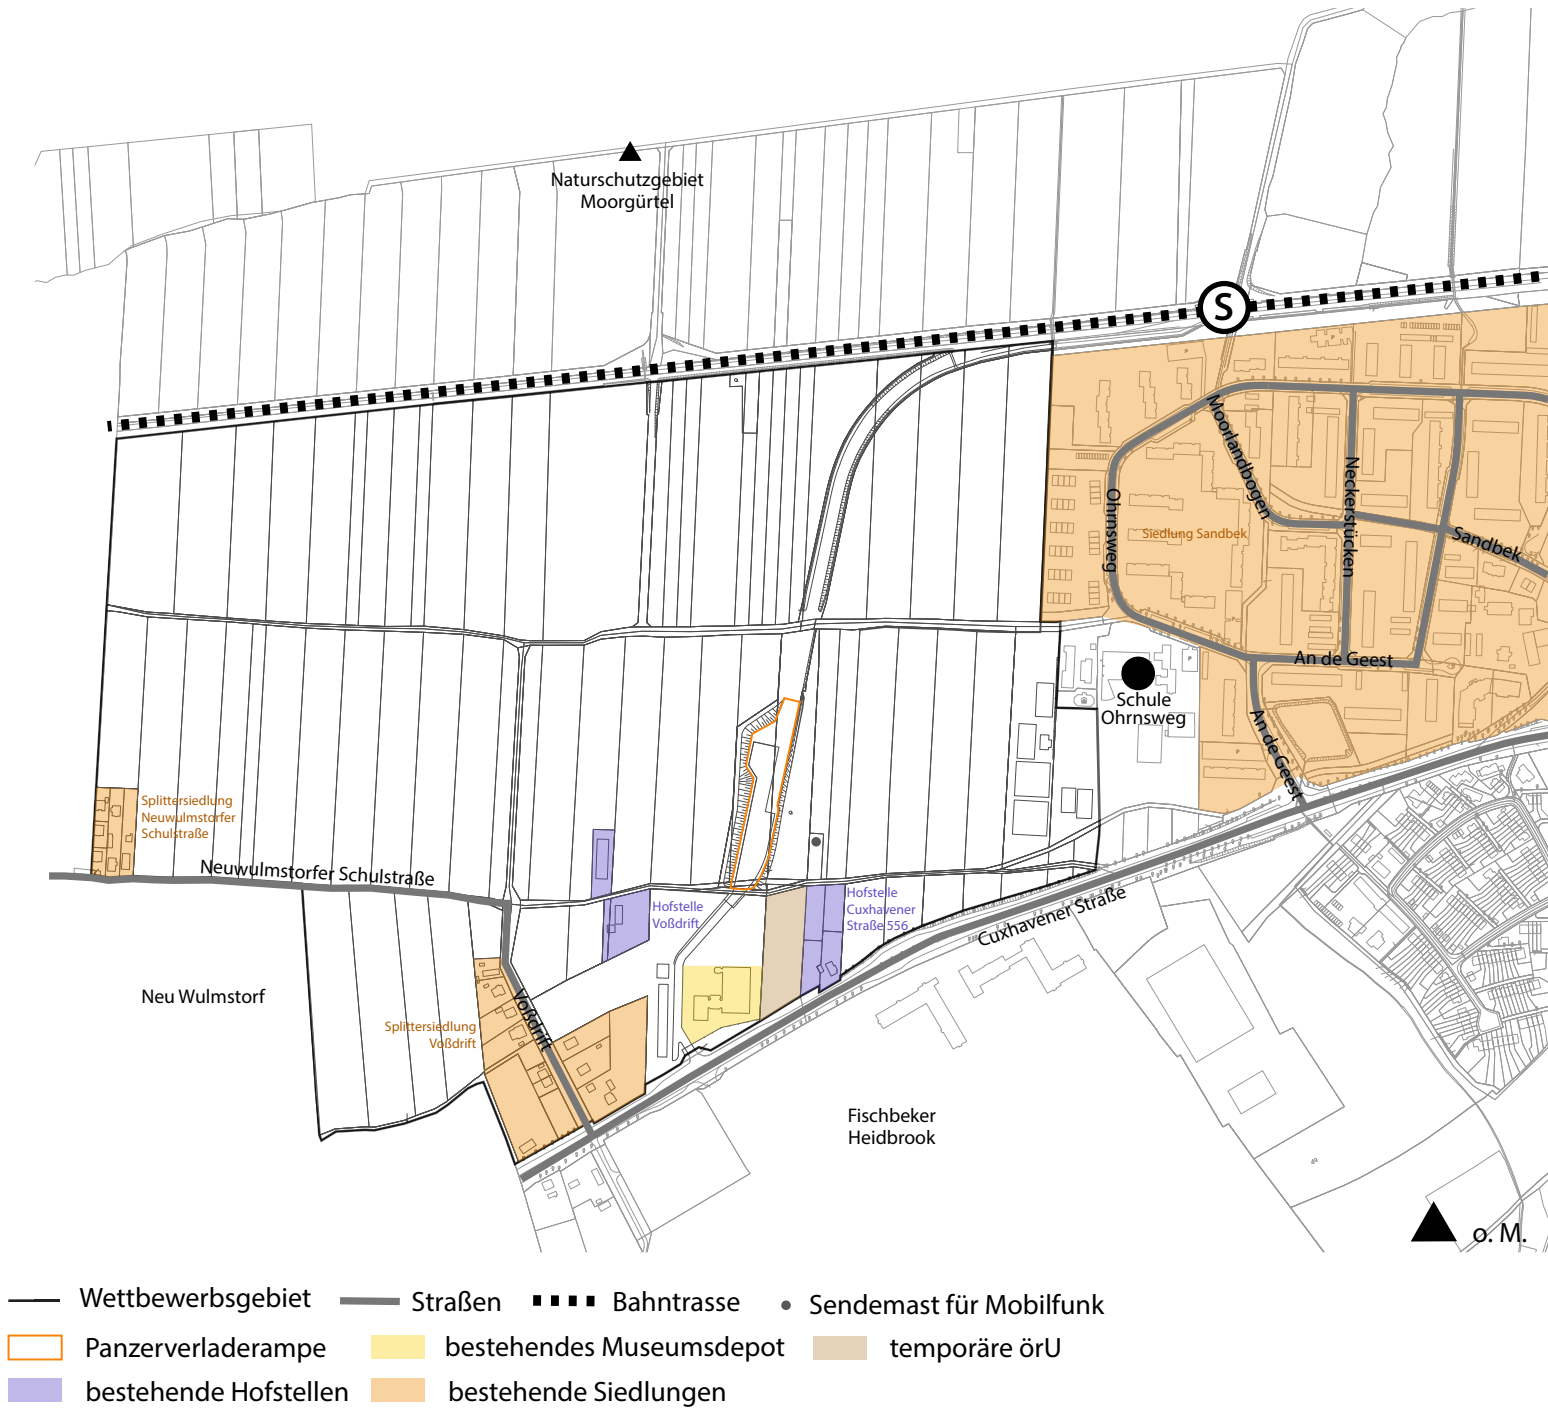 Naturschutzgebiet
Moorgürtel
S
Moorlandbogen
Neckerstücken
Ohrnsweg
Siedlung Sandbek
Sandbek
An de Geest
Schule
Ohrnsweg
An de Geest
Splittersiedlung
Neuwulmstorfer
Schulstraße
Neuwulmstorfer Schulstraße
Hofstelle
Voßdrift
Hofstelle
Cuxhavener
Straße 556
Cuxhavener Straße
Neu Wulmstorf
Voßdrift
Splittersiedlung
Voßdrift
Fischbeker
Heidbrook
o. M.
Wettbewerbsgebiet
Straßen
Bahntrasse
Sendemast für Mobilfunk
Panzerverladerampe
bestehendes Museumsdepot
temporäre örU
bestehende Hofstellen
bestehende Siedlungen